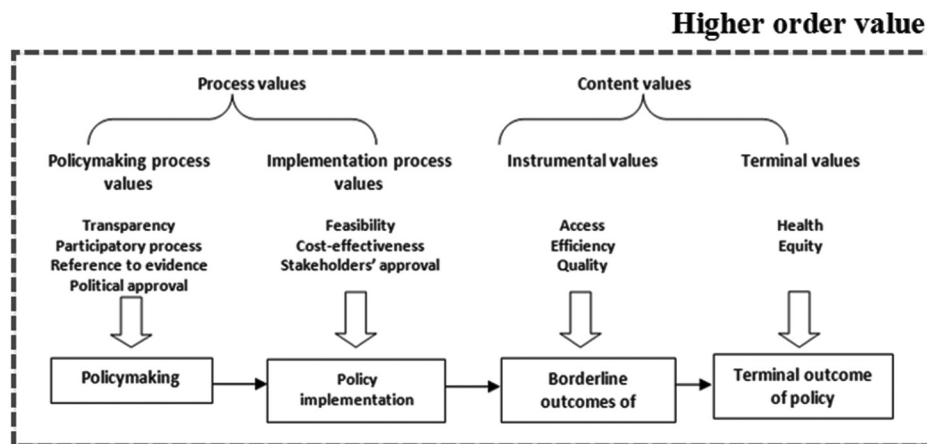 Higher order value
Process values
Content values
Policymaking process
values
Implementation process
values
Instrumental values
Terminal values
Transparency
Participatory process
Reference to evidence
Political approval
Feasibility
Cost-effectiveness
Stakeholders' approval
Access
Efficiency
Quality
Health
Equity
Policymaking
Policy
implementation
Borderline
outcomes of
Terminal outcome
of policy